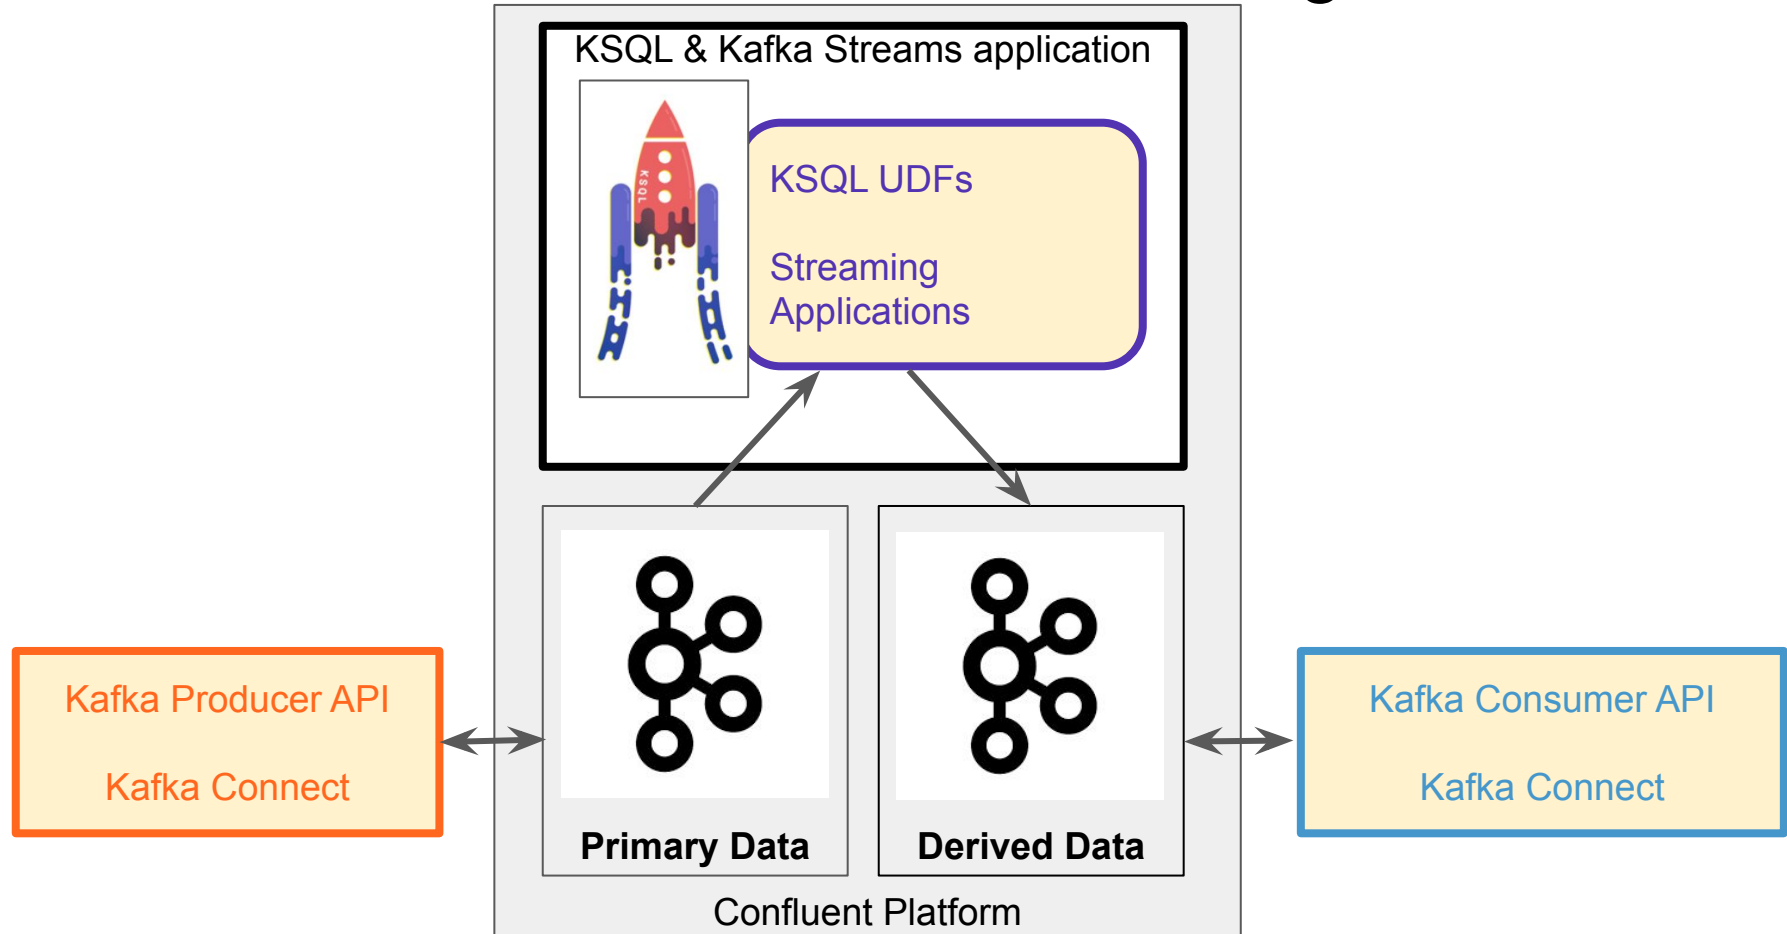 KSQL & Kafka Streams application
KSQL
KSQL UDFs
Streaming
Applications
Kafka Producer API
Kafka Connect
Primary Data
Derived Data
Kafka Consumer API
Kafka Connect
Confluent Platform